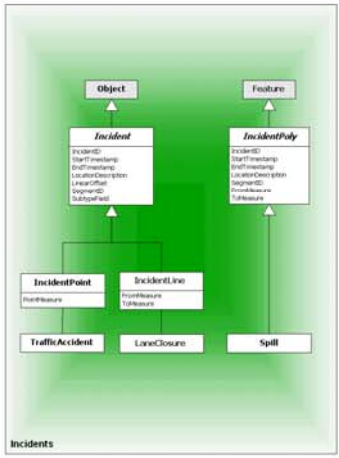 Object
Feature
Incident
IncidentID
StartTimestamp
EndTimestamp
LocationDescription
LinearOffset
SegmentID
SubtypeField
IncidentPoly
IncidentID
StartTimestamp
EndTimestamp
LocationDescription
SegmentID
FromMeasure
ToMeasure
IncidentPoint
PointMeasure
IncidentLine
FromMeasure
ToMeasure
TrafficAccident
LaneClosure
Spill
Incidents